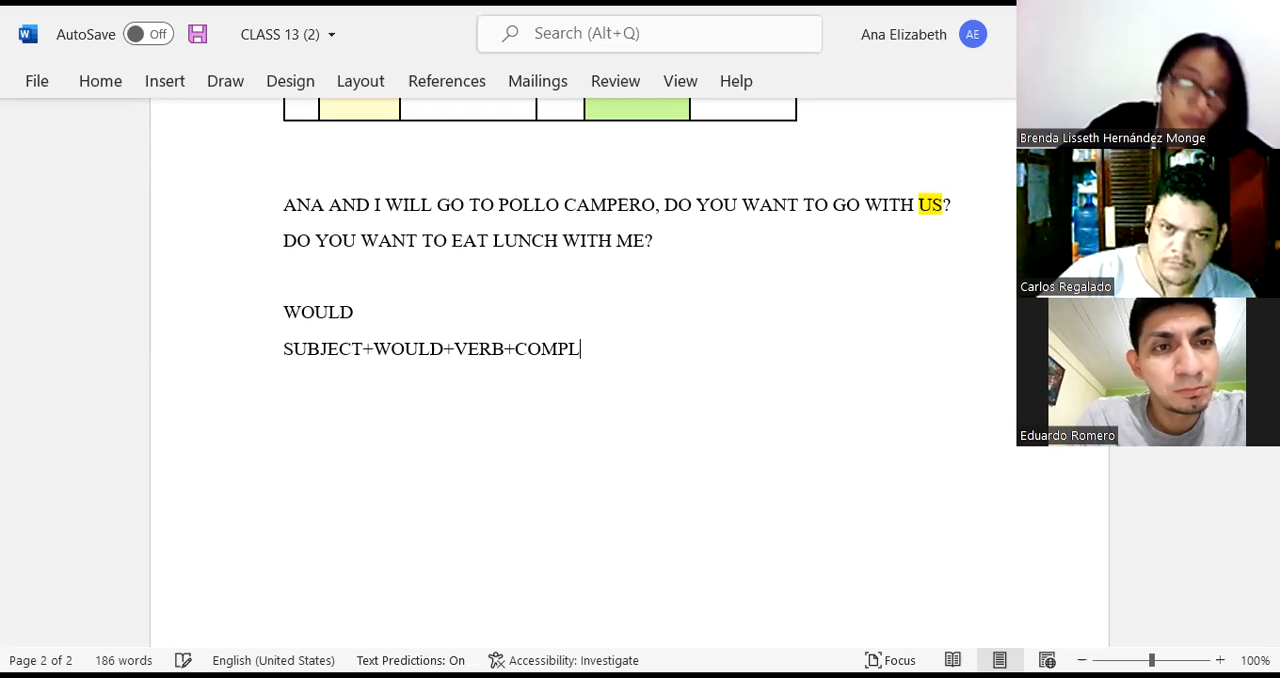 AutoSave Off CLASS 13 (2) Search (Alt+Q) Ana Elizabeth AE
File Home Insert Draw Design Layout References Mailings Review View Help
ANA AND I WILL GO TO POLLO CAMPERO, DO YOU WANT TO GO WITH US?
DO YOU WANT TO EAT LUNCH WITH ME?
WOULD
SUBJECT+WOULD+VERB+COMPL
Brenda Lisseth Hernández Monge
Carlos Regalado
Eduardo Romero
Page 2 of 2 186 words English (United States) Text Predictions: On Accessibility: Investigate Focus 100%